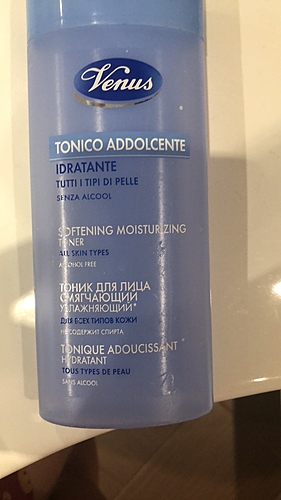 Venus
TONICO ADDOLCENTE
IDRATANTE
TUTTI I TIPI DI PELLE
SENZA ALCOOL
SOFTENING MOISTURIZING
TONER
ALL SKIN TYPES
ALCOHOL FREE
ТОНИК ДЛЯ ЛИЦА
СМЯГЧАЮЩИЙ
УВЛАЖНЯЮЩИЙ*
ДЛЯ ВСЕХ ТИПОВ КОЖИ
НЕ СОДЕРЖИТ СПИРТА
TONIQUE ADOUCISSANT
HYDRATANT
TOUS TYPES DE PEAU
SANS ALCOOL